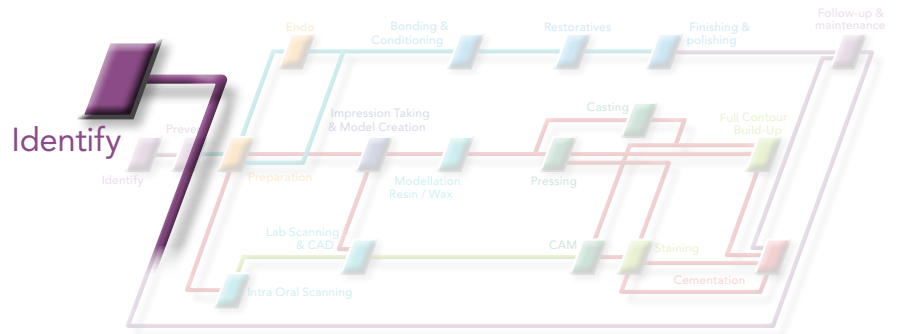 Follow-up &
maintenance
Endo
Bonding &
Conditioning
Restoratives
Finishing &
polishing
Identify
Preve
Impression Taking
& Model Creation
Casting
Full Contour
Build-Up
Identify
Preparation
Modellation
Resin / Wax
Pressing
Lab Scanning
& CAD
CAM
Staining
Cementation
Intra Oral Scanning